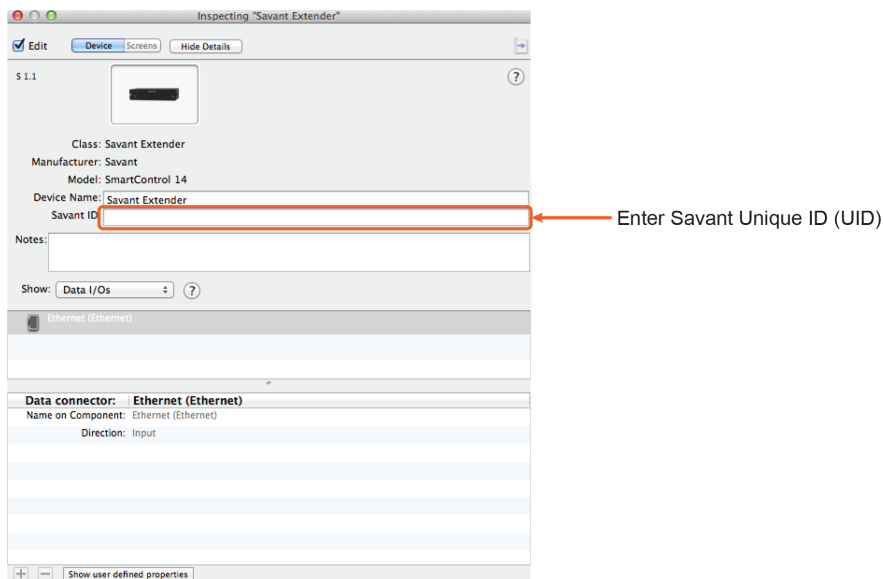 Inspecting "Savant Extender"
Edit Device Screens Hide Details
S 1.1 ?
Class: Savant Extender
Manufacturer: Savant
Model: SmartControl 14
Device Name: Savant Extender
Savant ID
Enter Savant Unique ID (UID)
Notes:
Show: Data I/Os ?
Ethernet (Ethernet)
Data connector: Ethernet (Ethernet)
Name on Component: Ethernet (Ethernet)
Direction: Input
Show user defined properties